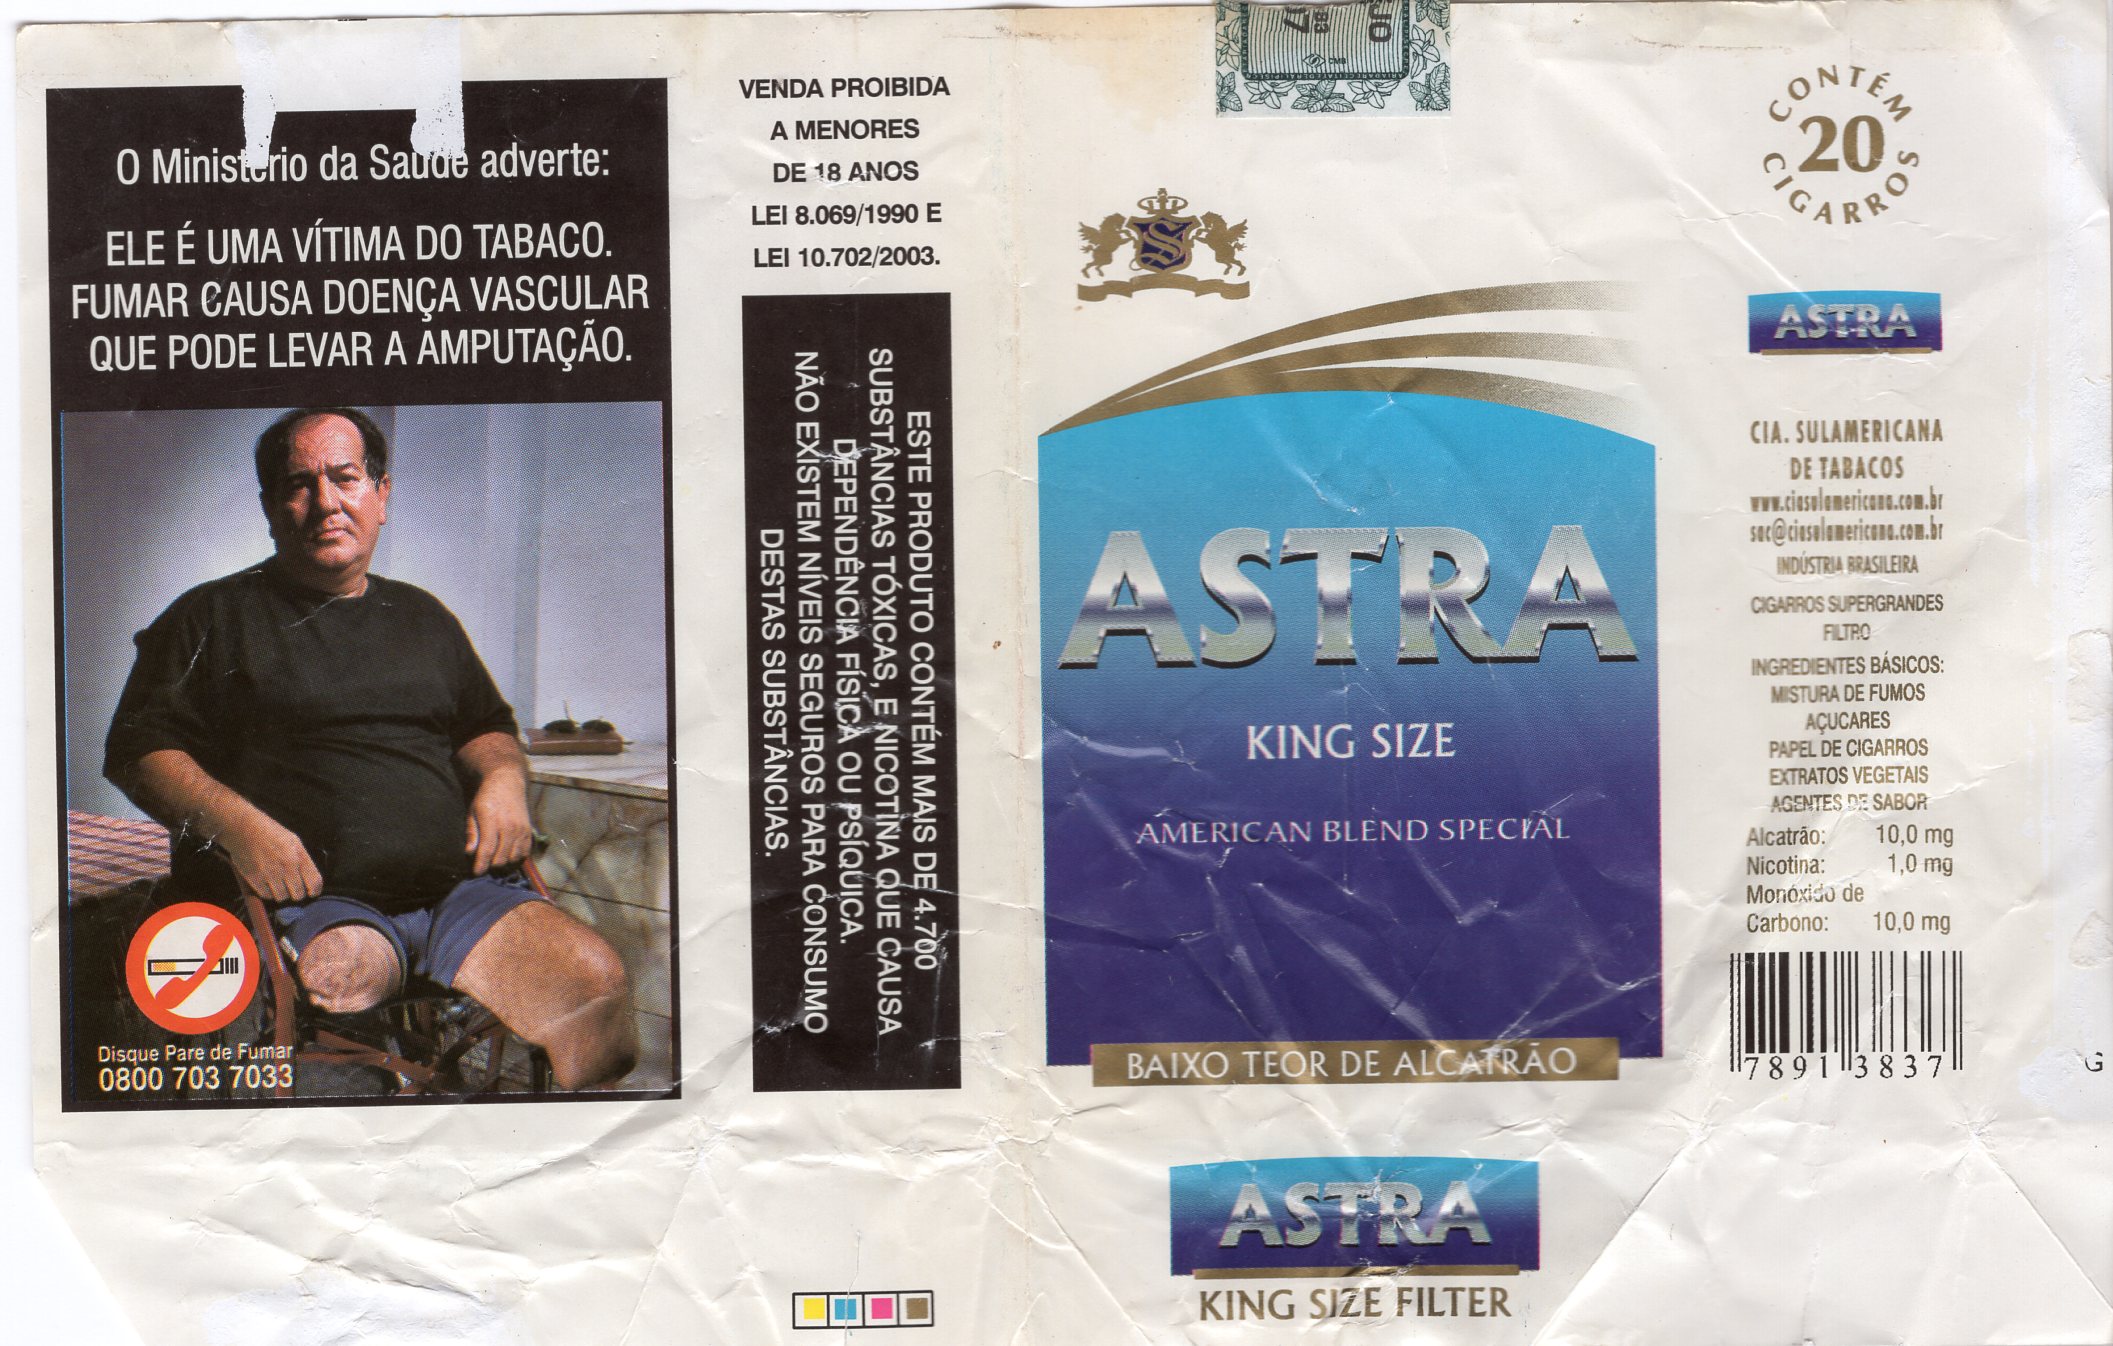 O Ministério da Saúde adverte:
ELE É UMA VÍTIMA DO TABACO.
FUMAR CAUSA DOENÇA VASCULAR
QUE PODE LEVAR A AMPUTAÇÃO.
Disque Pare de Fumar
0800 703 7033
VENDA PROIBIDA
A MENORES
DE 18 ANOS
LEI 8.069/1990 E
LEI 10.702/2003.
ESTE PRODUTO CONTÉM MAIS DE 4.700
SUBSTÂNCIAS TÓXICAS, E NICOTINA QUE CAUSA
DEPENDÊNCIA FÍSICA OU PSÍQUICA.
NÃO EXISTEM NÍVEIS SEGUROS PARA CONSUMO
DESTAS SUBSTÂNCIAS.
S
ASTRA
KING SIZE
AMERICAN BLEND SPECIAL
BAIXO TEOR DE ALCATRÃO
ASTRA
KING SIZE FILTER
CONTÉM
20
CIGARROS
ASTRA
CIA. SULAMERICANA
DE TABACOS
www.ciasulamericana.com.br
sac@ciasulamericana.com.br
INDÚSTRIA BRASILEIRA
CIGARROS SUPERGRANDES
FILTRO
INGREDIENTES BÁSICOS:
MISTURA DE FUMOS
AÇUCARES
PAPEL DE CIGARROS
EXTRATOS VEGETAIS
AGENTES DE SABOR
Alcatrão: 10,0 mg
Nicotina: 1,0 mg
Monóxido de
Carbono: 10,0 mg
78913837
G